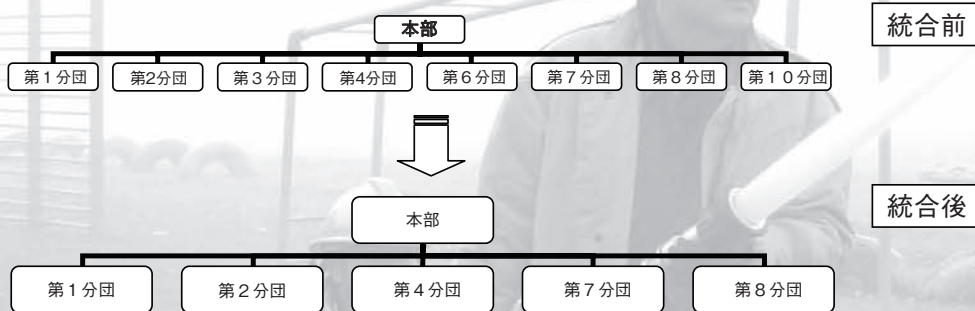 統合前
本部
第１分団 第2分団 第３分団 第4分団 第６分団 第７分団 第８分団 第１０分団
統合後
本部
第１分団 第２分団 第４分団 第７分団 第８分団